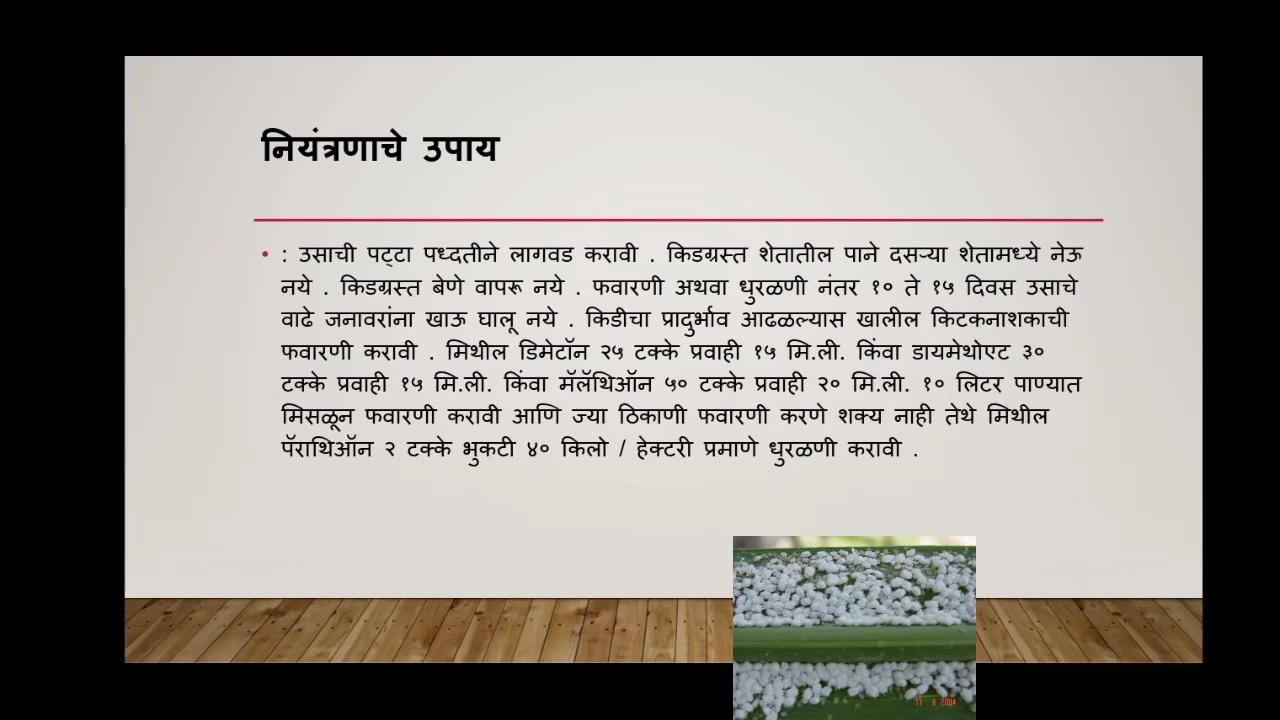 नियंत्रणाचे उपाय
• : उसाची पट्टा पध्दतीने लागवड करावी . किडग्रस्त शेतातील पाने दसऱ्या शेतामध्ये नेऊ
नये . किडग्रस्त बेणे वापरू नये . फवारणी अथवा धुरळणी नंतर १० ते १५ दिवस उसाचे
वाढे जनावरांना खाऊ घालू नये . किडीचा प्रादुर्भाव आढळल्यास खालील किटकनाशकाची
फवारणी करावी . मिथील डिमेटॉन २५ टक्के प्रवाही १५ मि.ली. किंवा डायमेथोएट ३०
टक्के प्रवाही १५ मि.ली. किंवा मॅलॅथिऑन ५० टक्के प्रवाही २० मि.ली. १० लिटर पाण्यात
मिसळून फवारणी करावी आणि ज्या ठिकाणी फवारणी करणे शक्य नाही तेथे मिथील
पॅराथिऑन २ टक्के भुकटी ४० किलो / हेक्टरी प्रमाणे धुरळणी करावी .
17 8 2004